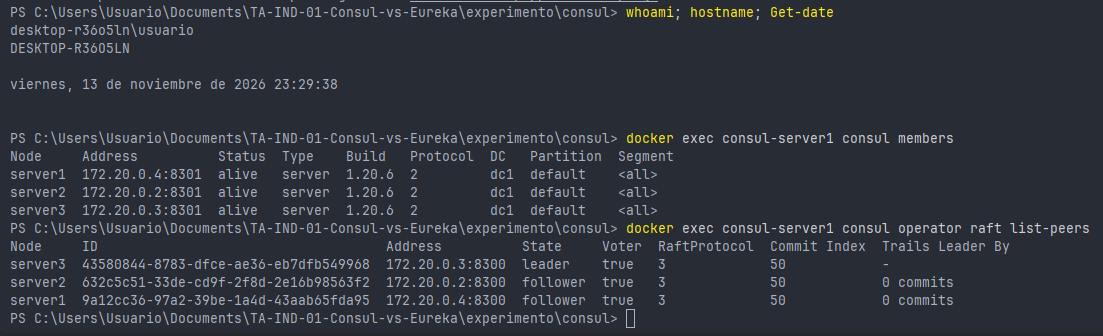 PS C:\Users\Usuario\Documents\TA-IND-01-Consul-vs-Eureka\experimento\consul> whoami; hostname; Get-date
desktop-r3o5ln\usuario
DESKTOP-R3605LN
viernes, 13 de noviembre de 2026 23:29:38
PS C:\Users\Usuario\Documents\TA-IND-01-Consul-vs-Eureka\experimento\consul> docker exec consul-server1 consul members
Node Address Status Type Build Protocol DC Partition Segment
server1 172.20.0.4:8301 alive server 1.20.6 2 dc1 default <all>
server2 172.20.0.2:8301 alive server 1.20.6 2 dc1 default <all>
server3 172.20.0.3:8301 alive server 1.20.6 2 dc1 default <all>
PS C:\Users\Usuario\Documents\TA-IND-01-Consul-vs-Eureka\experimento\consul> docker exec consul-server1 consul operator raft list-peers
Node ID Address State Voter RaftProtocol Commit Index Trails Leader By
server3 43580844-8783-dfce-ae36-eb7dfb549968 172.20.0.3:8300 leader true 3 50 -
server2 632c5c51-33de-cd9f-2f8d-2e16b98563f2 172.20.0.2:8300 follower true 3 50 0 commits
server1 9a12cc36-97a2-39be-1a4d-43aab65fda95 172.20.0.4:8300 follower true 3 50 0 commits
PS C:\Users\Usuario\Documents\TA-IND-01-Consul-vs-Eureka\experimento\consul>